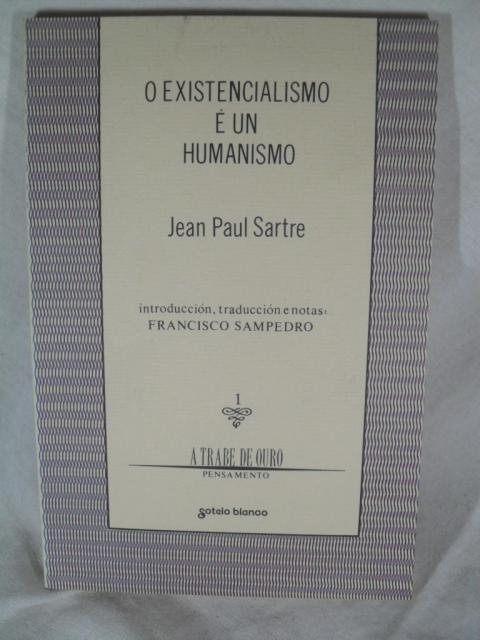 O EXISTENCIALISMO
É UN
HUMANISMO
Jean Paul Sartre
introducción, traducción e notas:
FRANCISCO SAMPEDRO
1
A TRABE DE OURO
PENSAMENTO
sotelo blanco